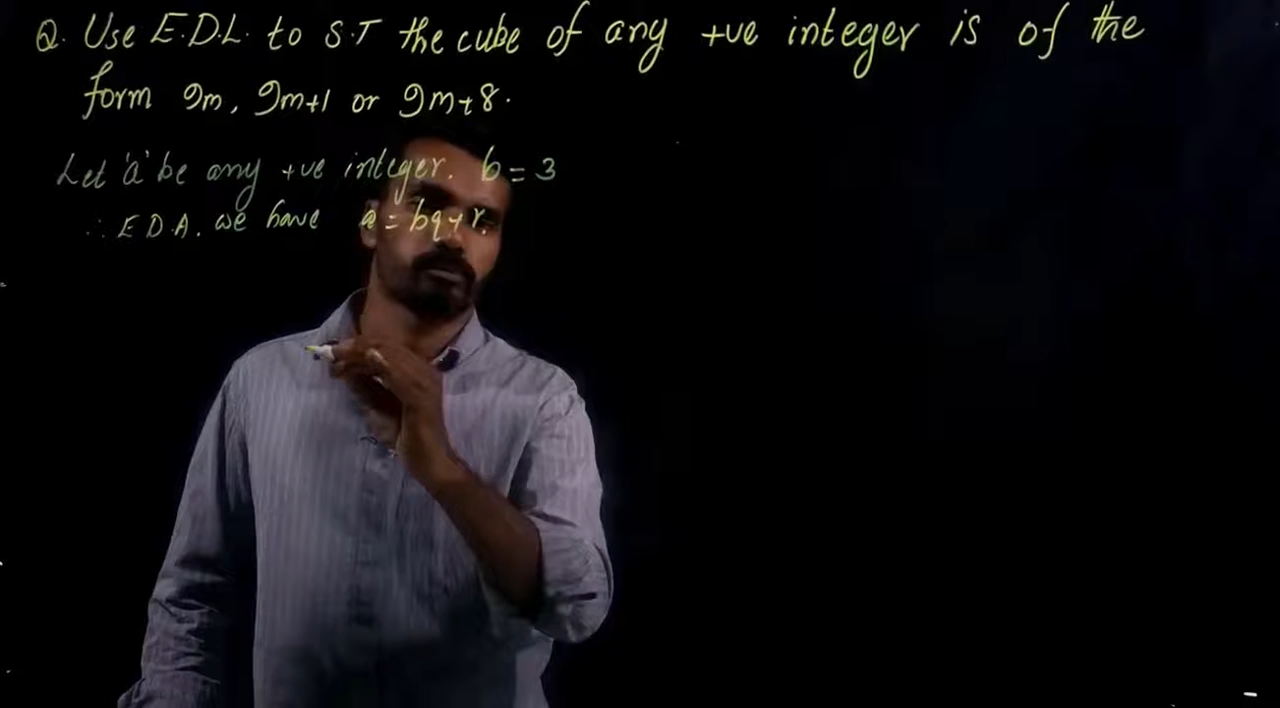 Q. Use E.D.L. to S.T the cube of any +ve integer is of the
form 9m, 9m+1 or 9m+8.
Let 'a' be any +ve integer. b = 3
∴ E D.A. we have a = bq+r.